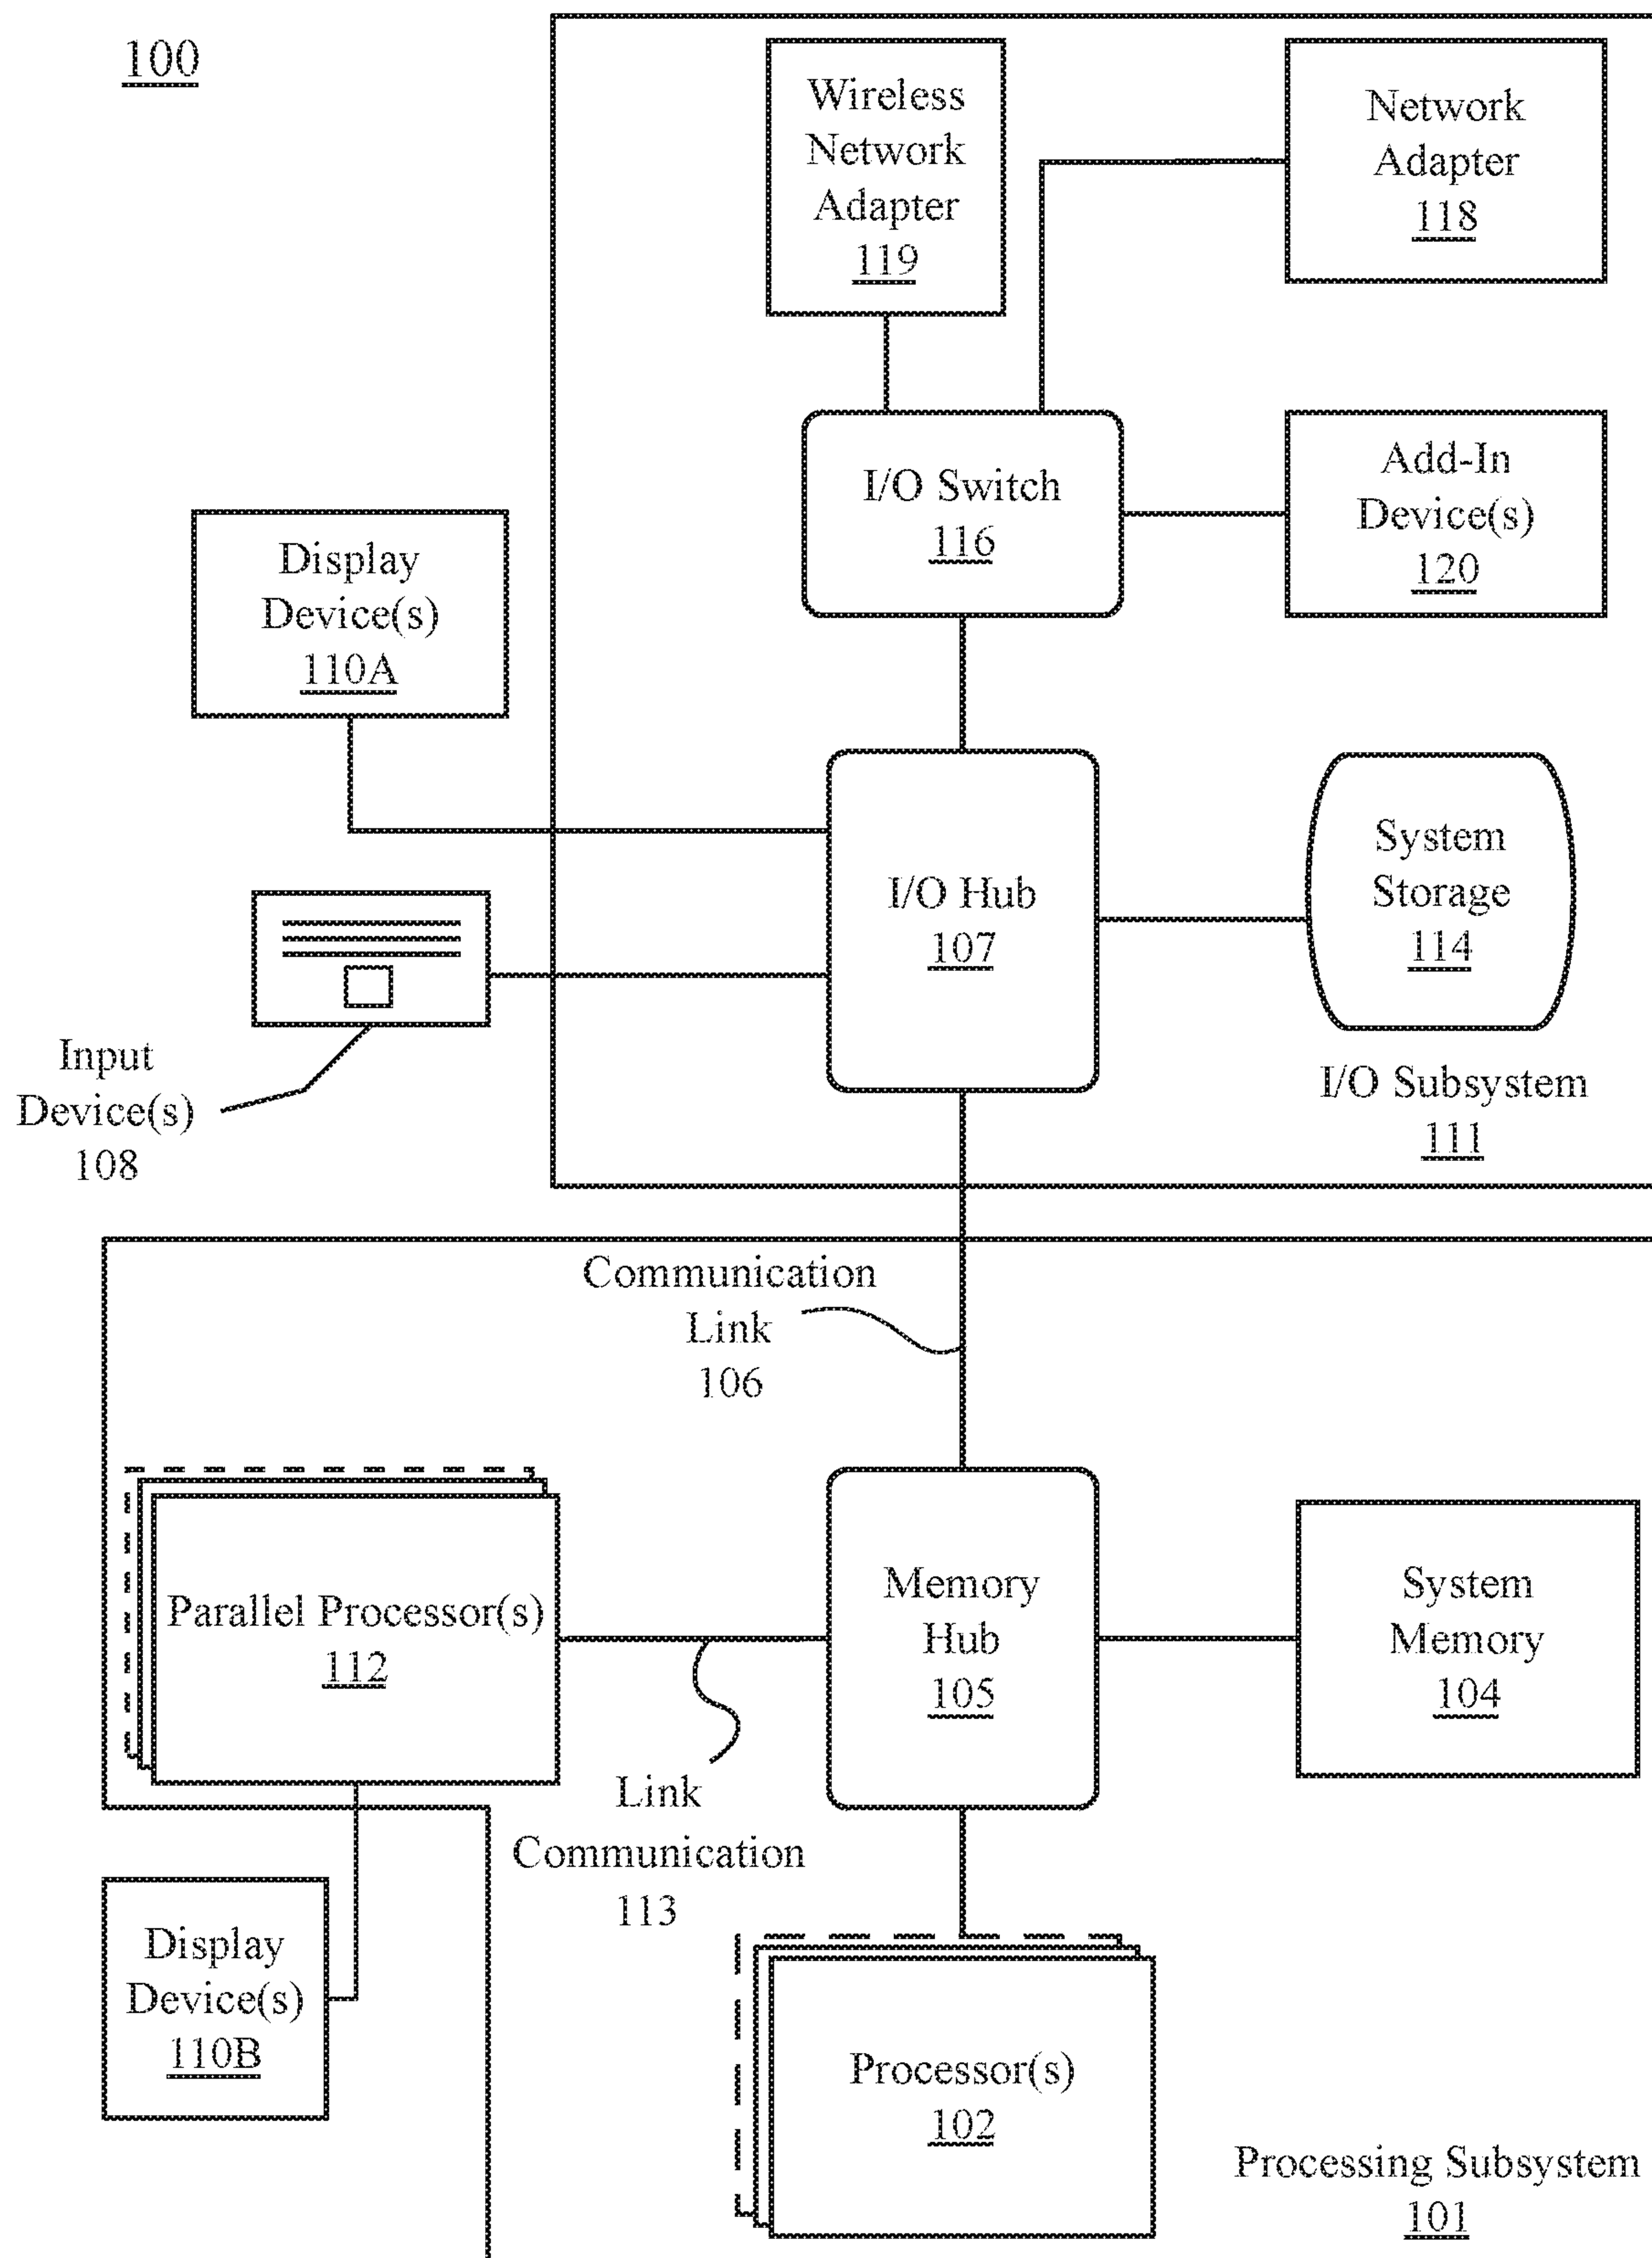 100
Wireless
Network
Adapter
119
Network
Adapter
118
I/O Switch
116
Add-In
Device(s)
120
Display
Device(s)
110A
I/O Hub
107
System
Storage
114
Input
Device(s)
108
I/O Subsystem
111
Communication
Link
106
Parallel Processor(s)
112
Memory
Hub
105
System
Memory
104
Link
Communication
113
Display
Device(s)
110B
Processor(s)
102
Processing Subsystem
101